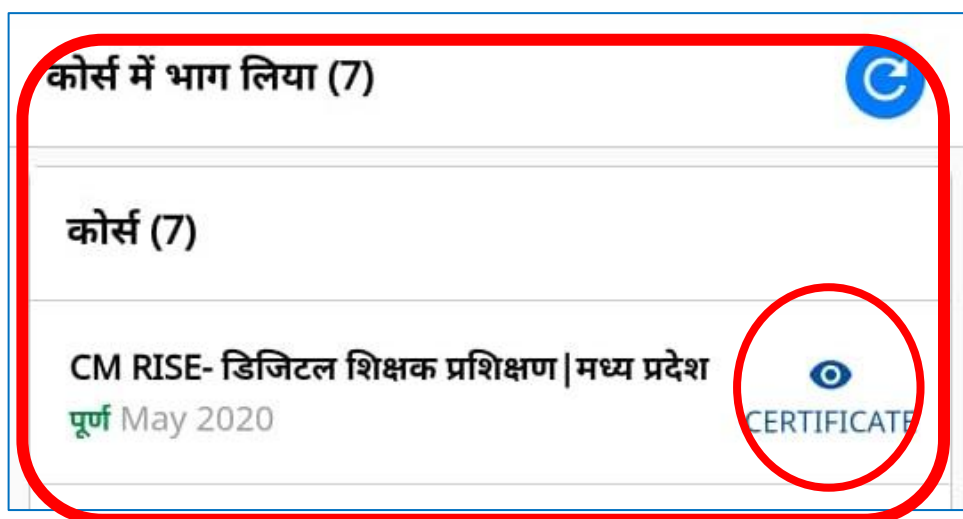 कोर्स में भाग लिया (7)
कोर्स (7)
CM RISE- डिजिटल शिक्षक प्रशिक्षण|मध्य प्रदेश
पूर्ण May 2020
CERTIFICATE